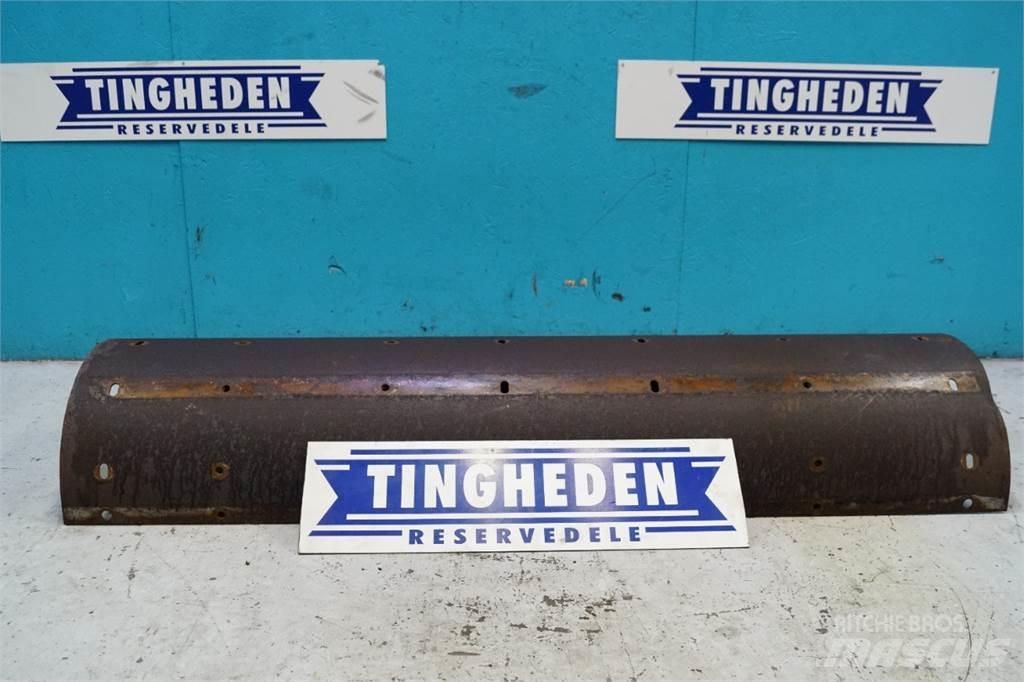 TINGHEDEN
RESERVEDELE
TINGHEDEN
RESERVEDELE
TINGHEDEN
RESERVEDELE
RITCHIE BROS.
MASCUS